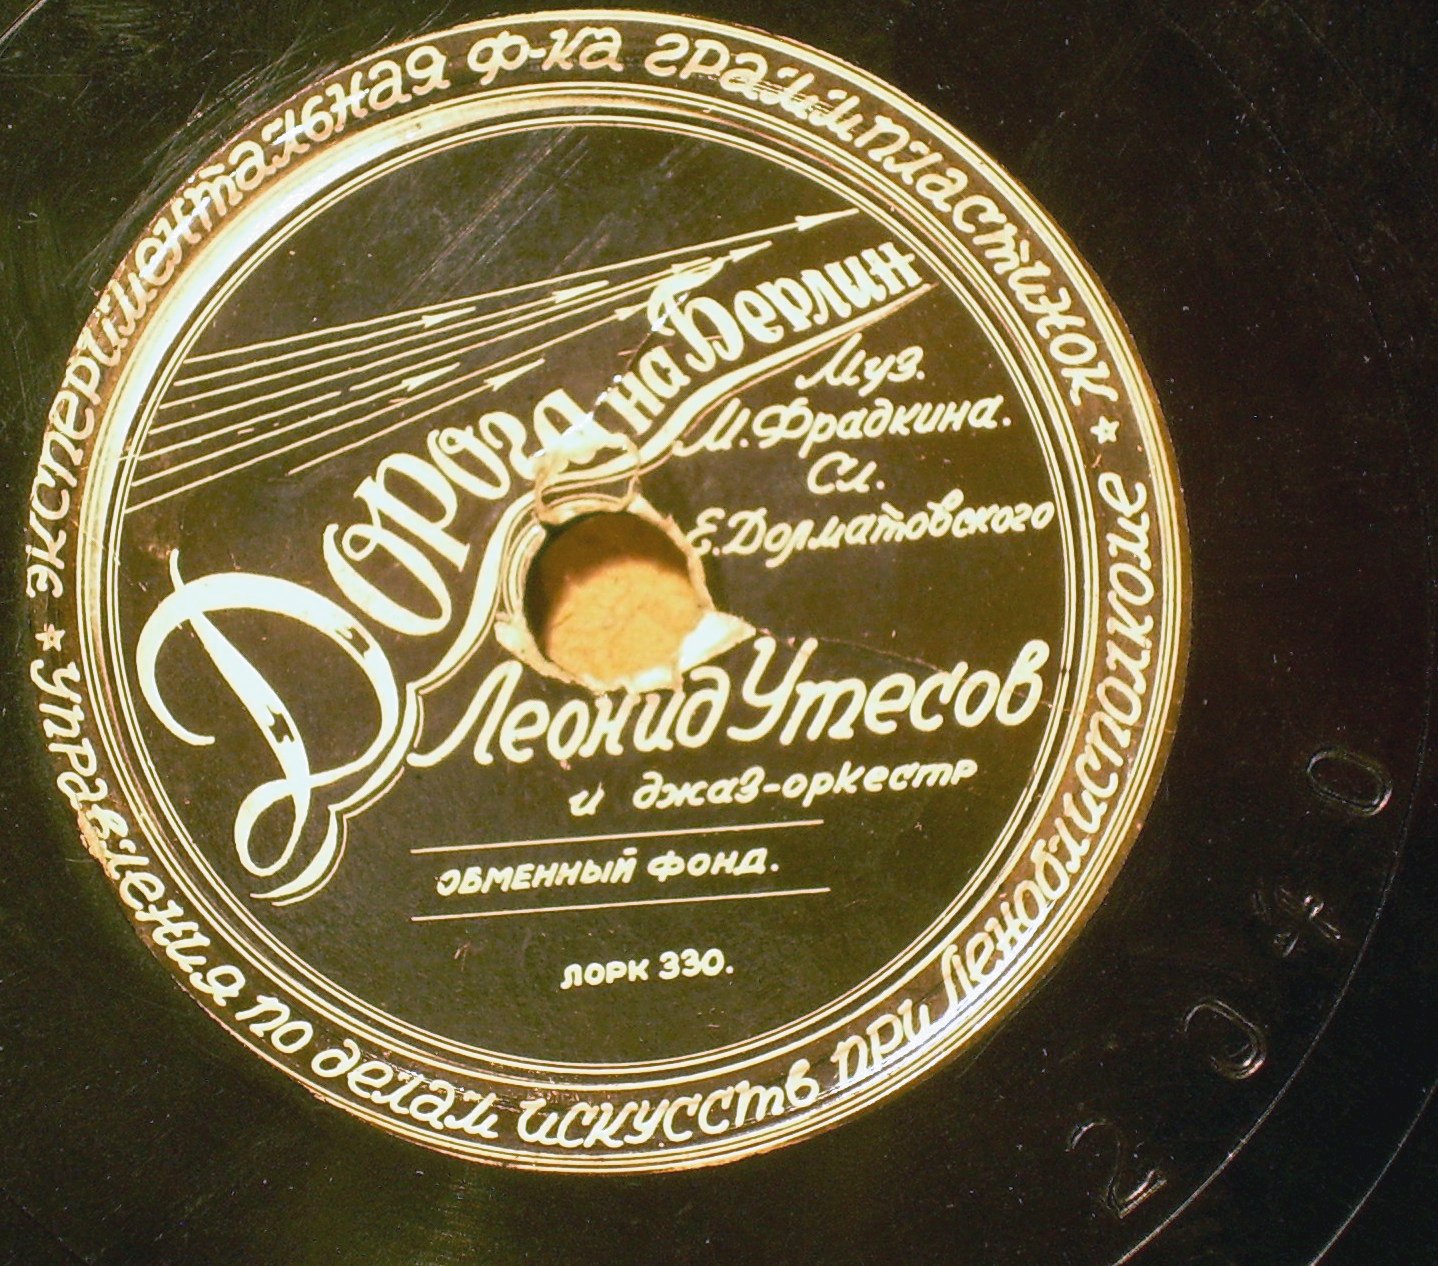 Эксперииментальная ф-ка грампластинок ★
Управления по делам искусств при Леноблисполкоме ★
Дорога на Берлин
Муз.
М. Фрадкина.
Сл.
Е. Долматовского
Леонид Утесов
и джаз-оркестр
ОБМЕННЫЙ ФОНД.
ЛОРК 330.